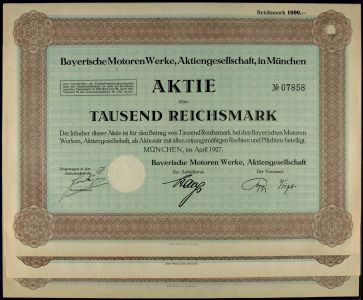 Reichsmark 1000,—
Bayerische Motoren Werke, Aktiengesellschaft, in München
AKTIE
№ 07858
über
TAUSEND REICHSMARK
Der Inhaber dieser Aktie ist für den Betrag von Tausend Reichsmark bei den Bayerischen Motoren
Werken, Aktiengesellschaft, als Aktionär mit allen satzungsmäßigen Rechten und Pflichten beteiligt.
MÜNCHEN, im April 1927.
Bayerische Motoren Werke, Aktiengesellschaft
Der Aufsichtsrat: Der Vorstand: